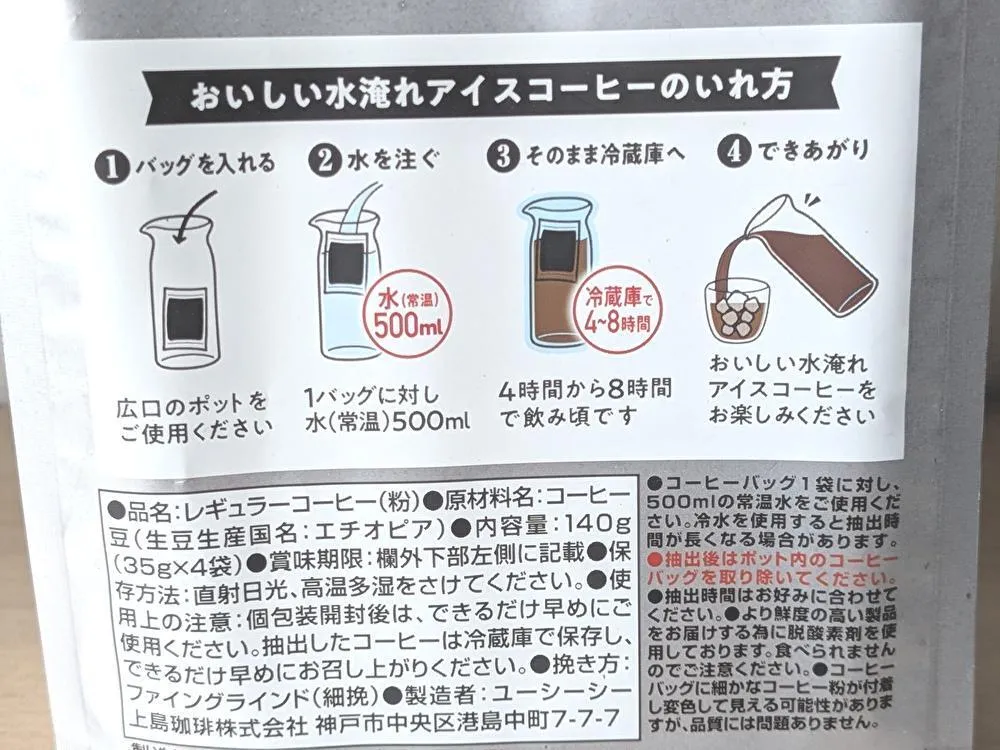 おいしい水淹れアイスコーヒーのいれ方
1 バッグを入れる
2 水を注ぐ
3 そのまま冷蔵庫へ
4 できあがり
水(常温)
500ml
冷蔵庫で
4~8時間
広口のポットを
ご使用ください
1バッグに対し
水(常温)500ml
4時間から8時間
で飲み頃です
おいしい水淹れ
アイスコーヒーを
お楽しみください
●品名:レギュラーコーヒー(粉)●原材料名:コーヒー
豆(生豆生産国名:エチオピア)●内容量:140g
(35g×4袋)●賞味期限:欄外下部左側に記載●保
存方法:直射日光、高温多湿をさけてください。●使
用上の注意:個包装開封後は、できるだけ早めにご
使用ください。抽出したコーヒーは冷蔵庫で保存し、
できるだけ早めにお召し上がりください。●挽き方:
ファイングラインド(細挽)●製造者:ユーシーシー
上島珈琲株式会社 神戸市中央区港島中町7-7-7
●コーヒーバッグ1袋に対し、
500mlの常温水をご使用くだ
さい。冷水を使用すると抽出時
間が長くなる場合があります。
●抽出後はポット内のコーヒー
バッグを取り除いてください。
●抽出時間はお好みに合わせて
ください。●より鮮度の高い製品
をお届けする為に脱酸素剤を使
用しております。食べられません
のでご注意ください。●コーヒー
バッグに細かなコーヒー粉が付着
し変色して見える可能性がありま
すが、品質には問題ありません。